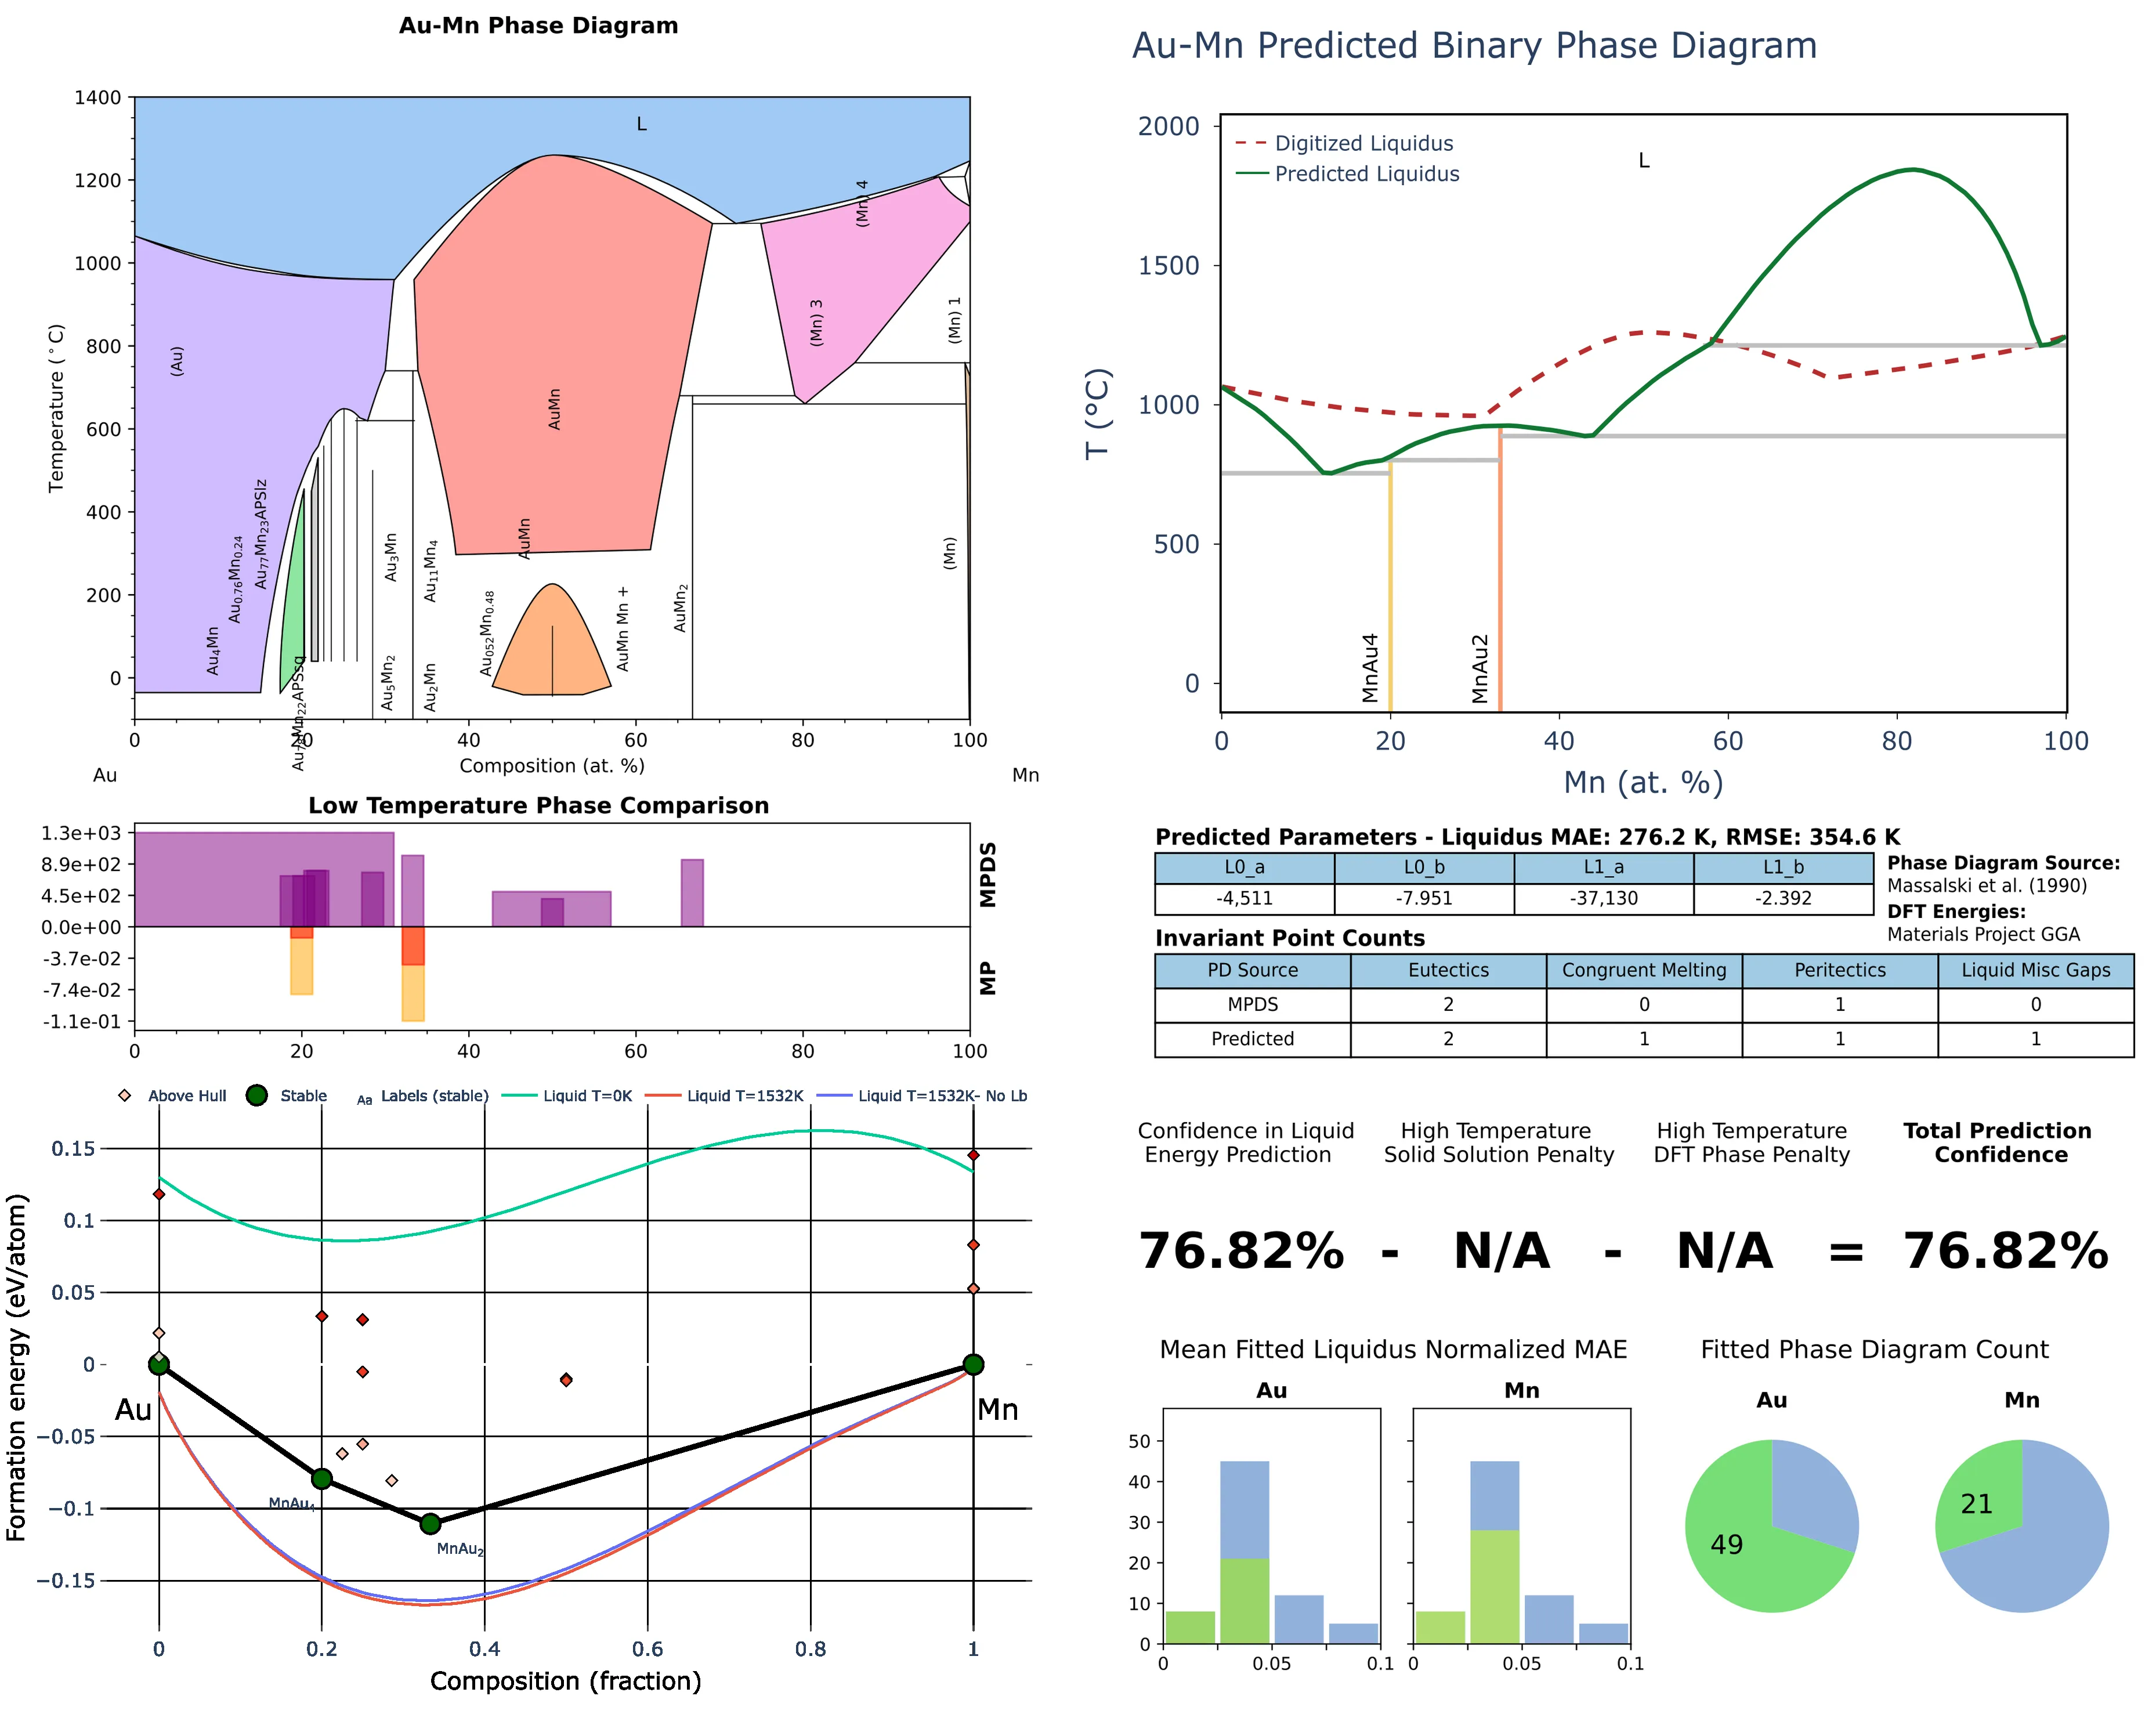 Au-Mn Phase Diagram
1400
1200
1000
800
600
400
200
0
Temperature (°C)
L
(Au)
AuMn
AuMn
(Mn) 4
(Mn) 3
(Mn) 1
(Mn)
Au₄Mn
Au₀.₇₆Mn₀.₂₄
Au₇₇Mn₂₃APSlz
Au₇₈Mn₂₂APSsq
Au₃Mn
Au₁₁Mn₄
Au₅Mn₂
Au₂Mn
Au₀₅₂Mn₀.₄₈
AuMn Mn +
AuMn₂
0 20 40 60 80 100
Composition (at. %)
Au
Mn
Low Temperature Phase Comparison
1.3e+03
8.9e+02
4.5e+02
0.0e+00
-3.7e-02
-7.4e-02
-1.1e-01
MPDS
MP
0 20 40 60 80 100
Above Hull Stable Aa Labels (stable) Liquid T=0K Liquid T=1532K Liquid T=1532K- No Lb
0.15
0.1
0.05
0
−0.05
−0.1
−0.15
Formation energy (eV/atom)
Au
Mn
MnAu₄
MnAu₂
0 0.2 0.4 0.6 0.8 1
Composition (fraction)
Au-Mn Predicted Binary Phase Diagram
Digitized Liquidus
Predicted Liquidus
L
2000
1500
1000
500
0
T (°C)
MnAu4
MnAu2
0 20 40 60 80 100
Mn (at. %)
Predicted Parameters - Liquidus MAE: 276.2 K, RMSE: 354.6 K
L0_a L0_b L1_a L1_b
-4,511 -7.951 -37,130 -2.392
Phase Diagram Source:
Massalski et al. (1990)
DFT Energies:
Materials Project GGA
Invariant Point Counts
PD Source Eutectics Congruent Melting Peritectics Liquid Misc Gaps
MPDS 2 0 1 0
Predicted 2 1 1 1
Confidence in Liquid
Energy Prediction
High Temperature
Solid Solution Penalty
High Temperature
DFT Phase Penalty
Total Prediction
Confidence
76.82% - N/A - N/A = 76.82%
Mean Fitted Liquidus Normalized MAE
Au
Mn
50
40
30
20
10
0
0 0.05 0.1
0 0.05 0.1
Fitted Phase Diagram Count
Au
Mn
49
21